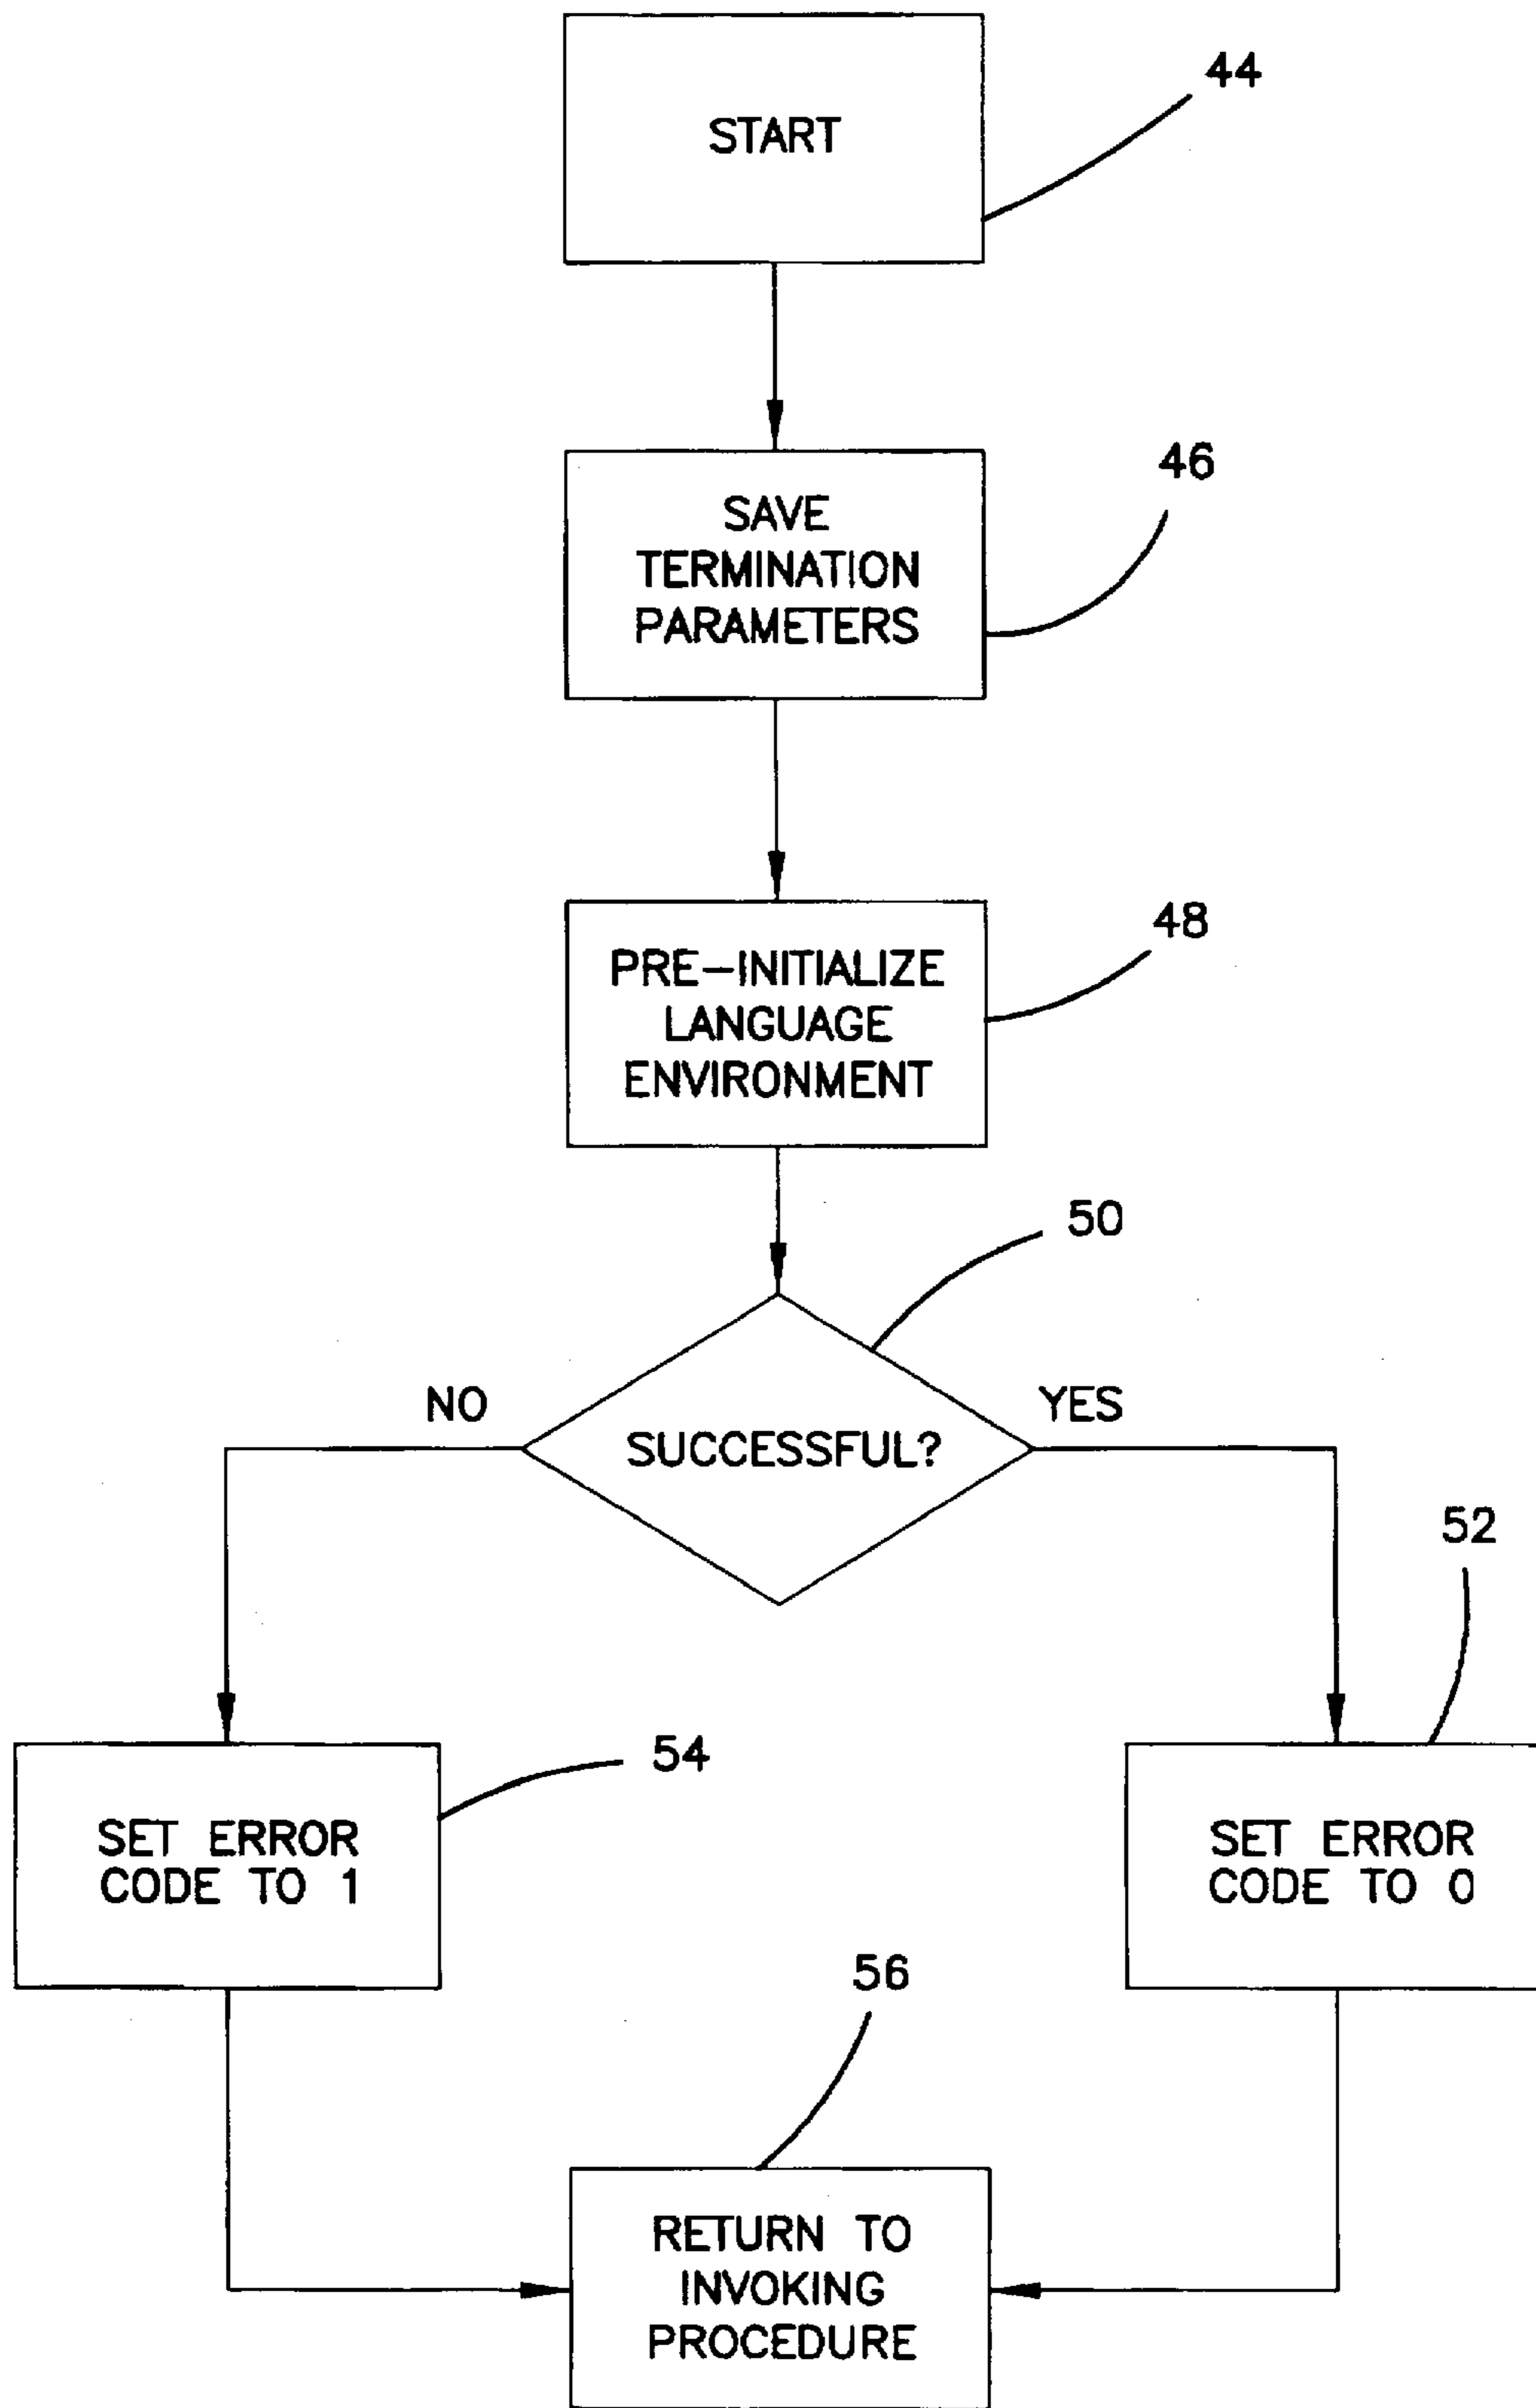 START
44
SAVE
TERMINATION
PARAMETERS
46
PRE-INITIALIZE
LANGUAGE
ENVIRONMENT
48
50
NO
YES
SUCCESSFUL?
52
54
SET ERROR
CODE TO 1
SET ERROR
CODE TO 0
56
RETURN TO
INVOKING
PROCEDURE